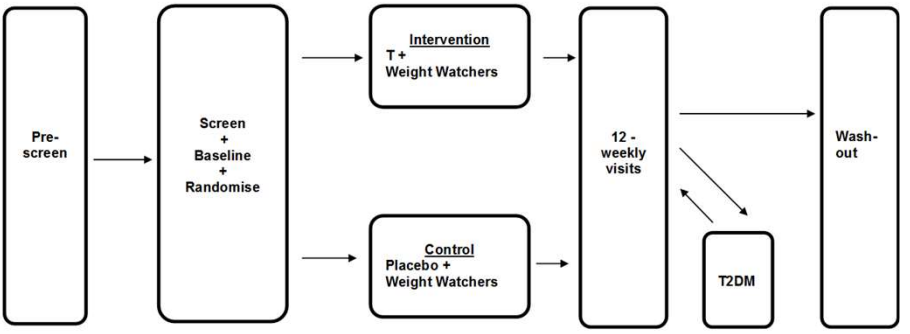 Pre-
screen
Screen
+
Baseline
+
Randomise
Intervention
T +
Weight Watchers
Control
Placebo +
Weight Watchers
12 -
weekly
visits
T2DM
Wash-
out